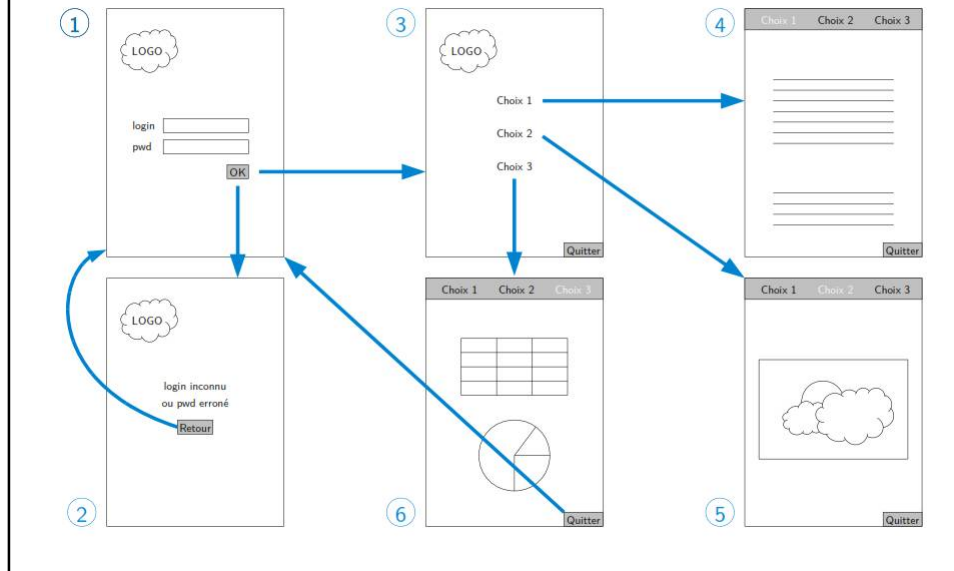 1
LOGO
login
pwd
OK
2
LOGO
login inconnu
ou pwd erroné
Retour
3
LOGO
Choix 1
Choix 2
Choix 3
Quitter
4
Choix 1 Choix 2 Choix 3
Quitter
5
Choix 1 Choix 2 Choix 3
Quitter
6
Choix 1 Choix 2 Choix 3
Quitter